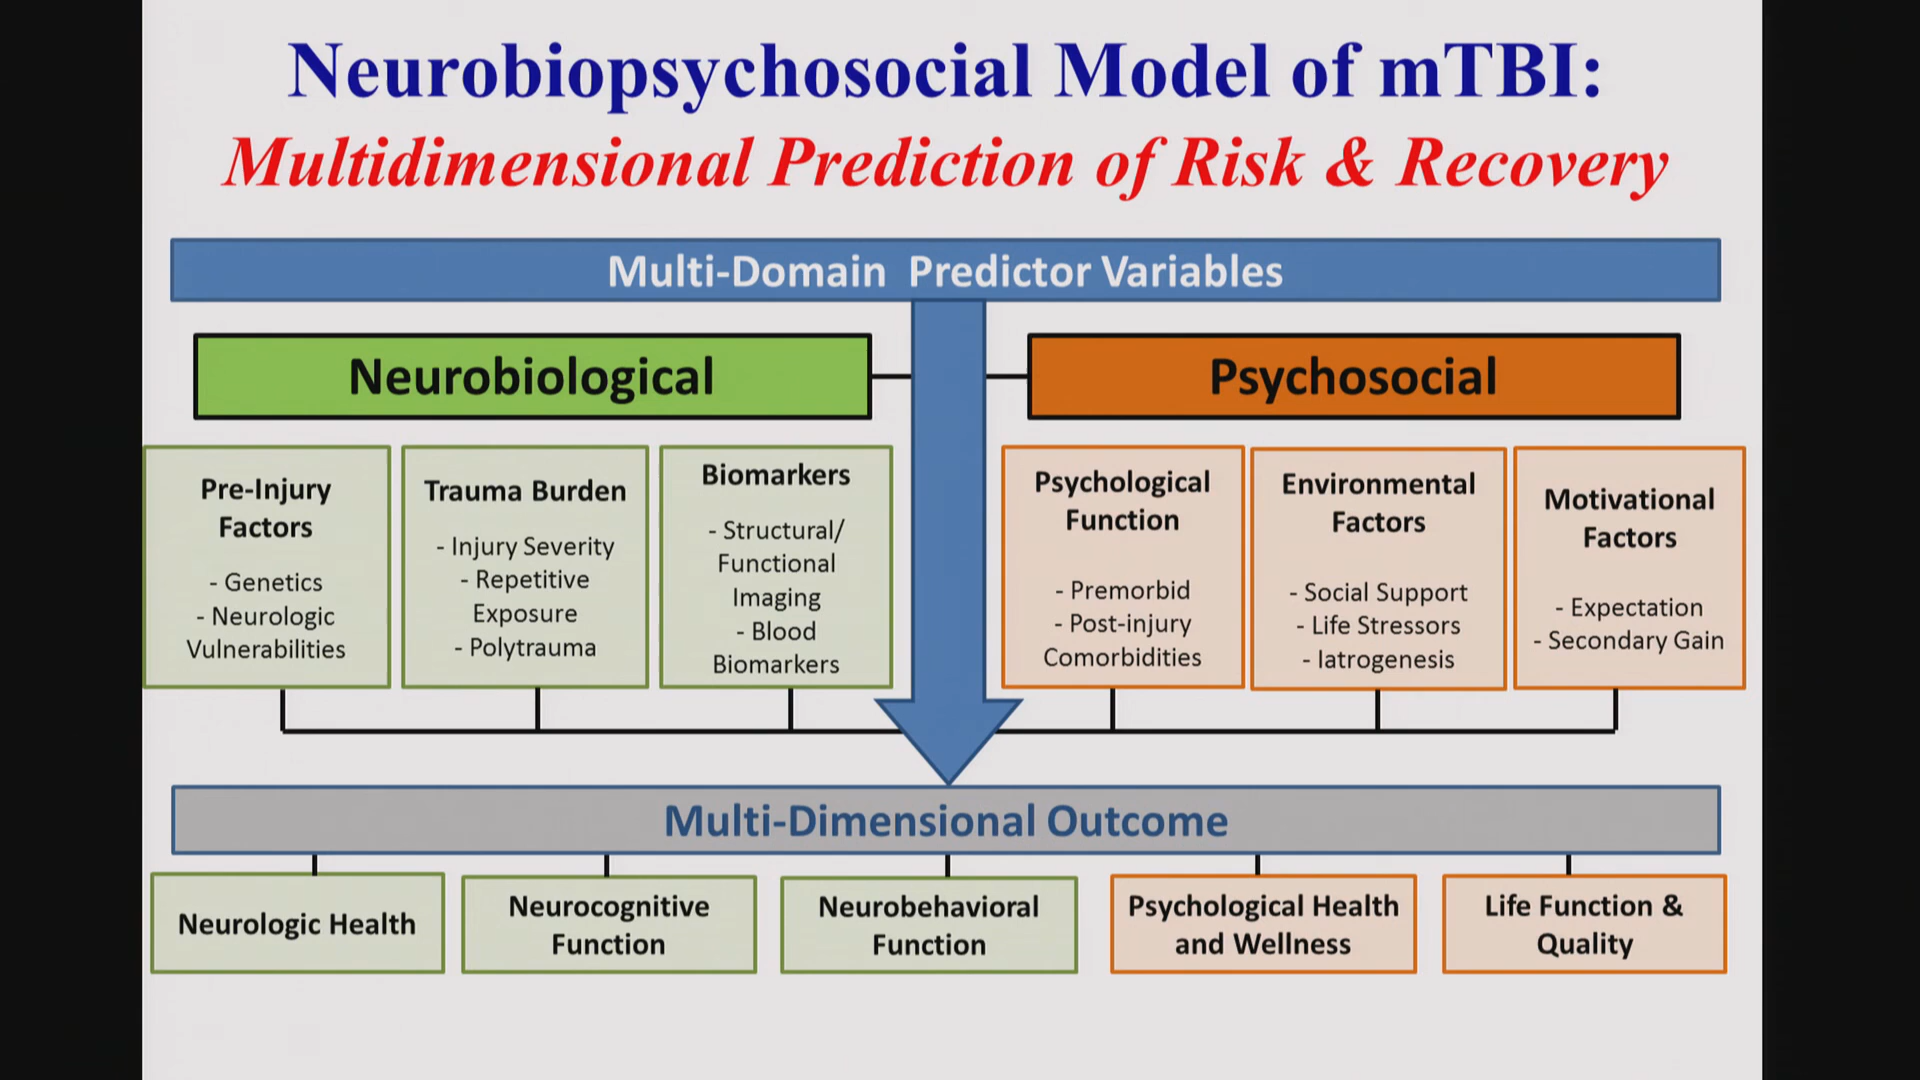 Neurobiopsychosocial Model of mTBI:
Multidimensional Prediction of Risk & Recovery
Multi-Domain Predictor Variables
Neurobiological
Psychosocial
Pre-Injury
Factors
- Genetics
- Neurologic
Vulnerabilities
Trauma Burden
- Injury Severity
- Repetitive
Exposure
- Polytrauma
Biomarkers
- Structural/
Functional
Imaging
- Blood
Biomarkers
Psychological
Function
- Premorbid
- Post-injury
Comorbidities
Environmental
Factors
- Social Support
- Life Stressors
- Iatrogenesis
Motivational
Factors
- Expectation
- Secondary Gain
Multi-Dimensional Outcome
Neurologic Health
Neurocognitive
Function
Neurobehavioral
Function
Psychological Health
and Wellness
Life Function &
Quality